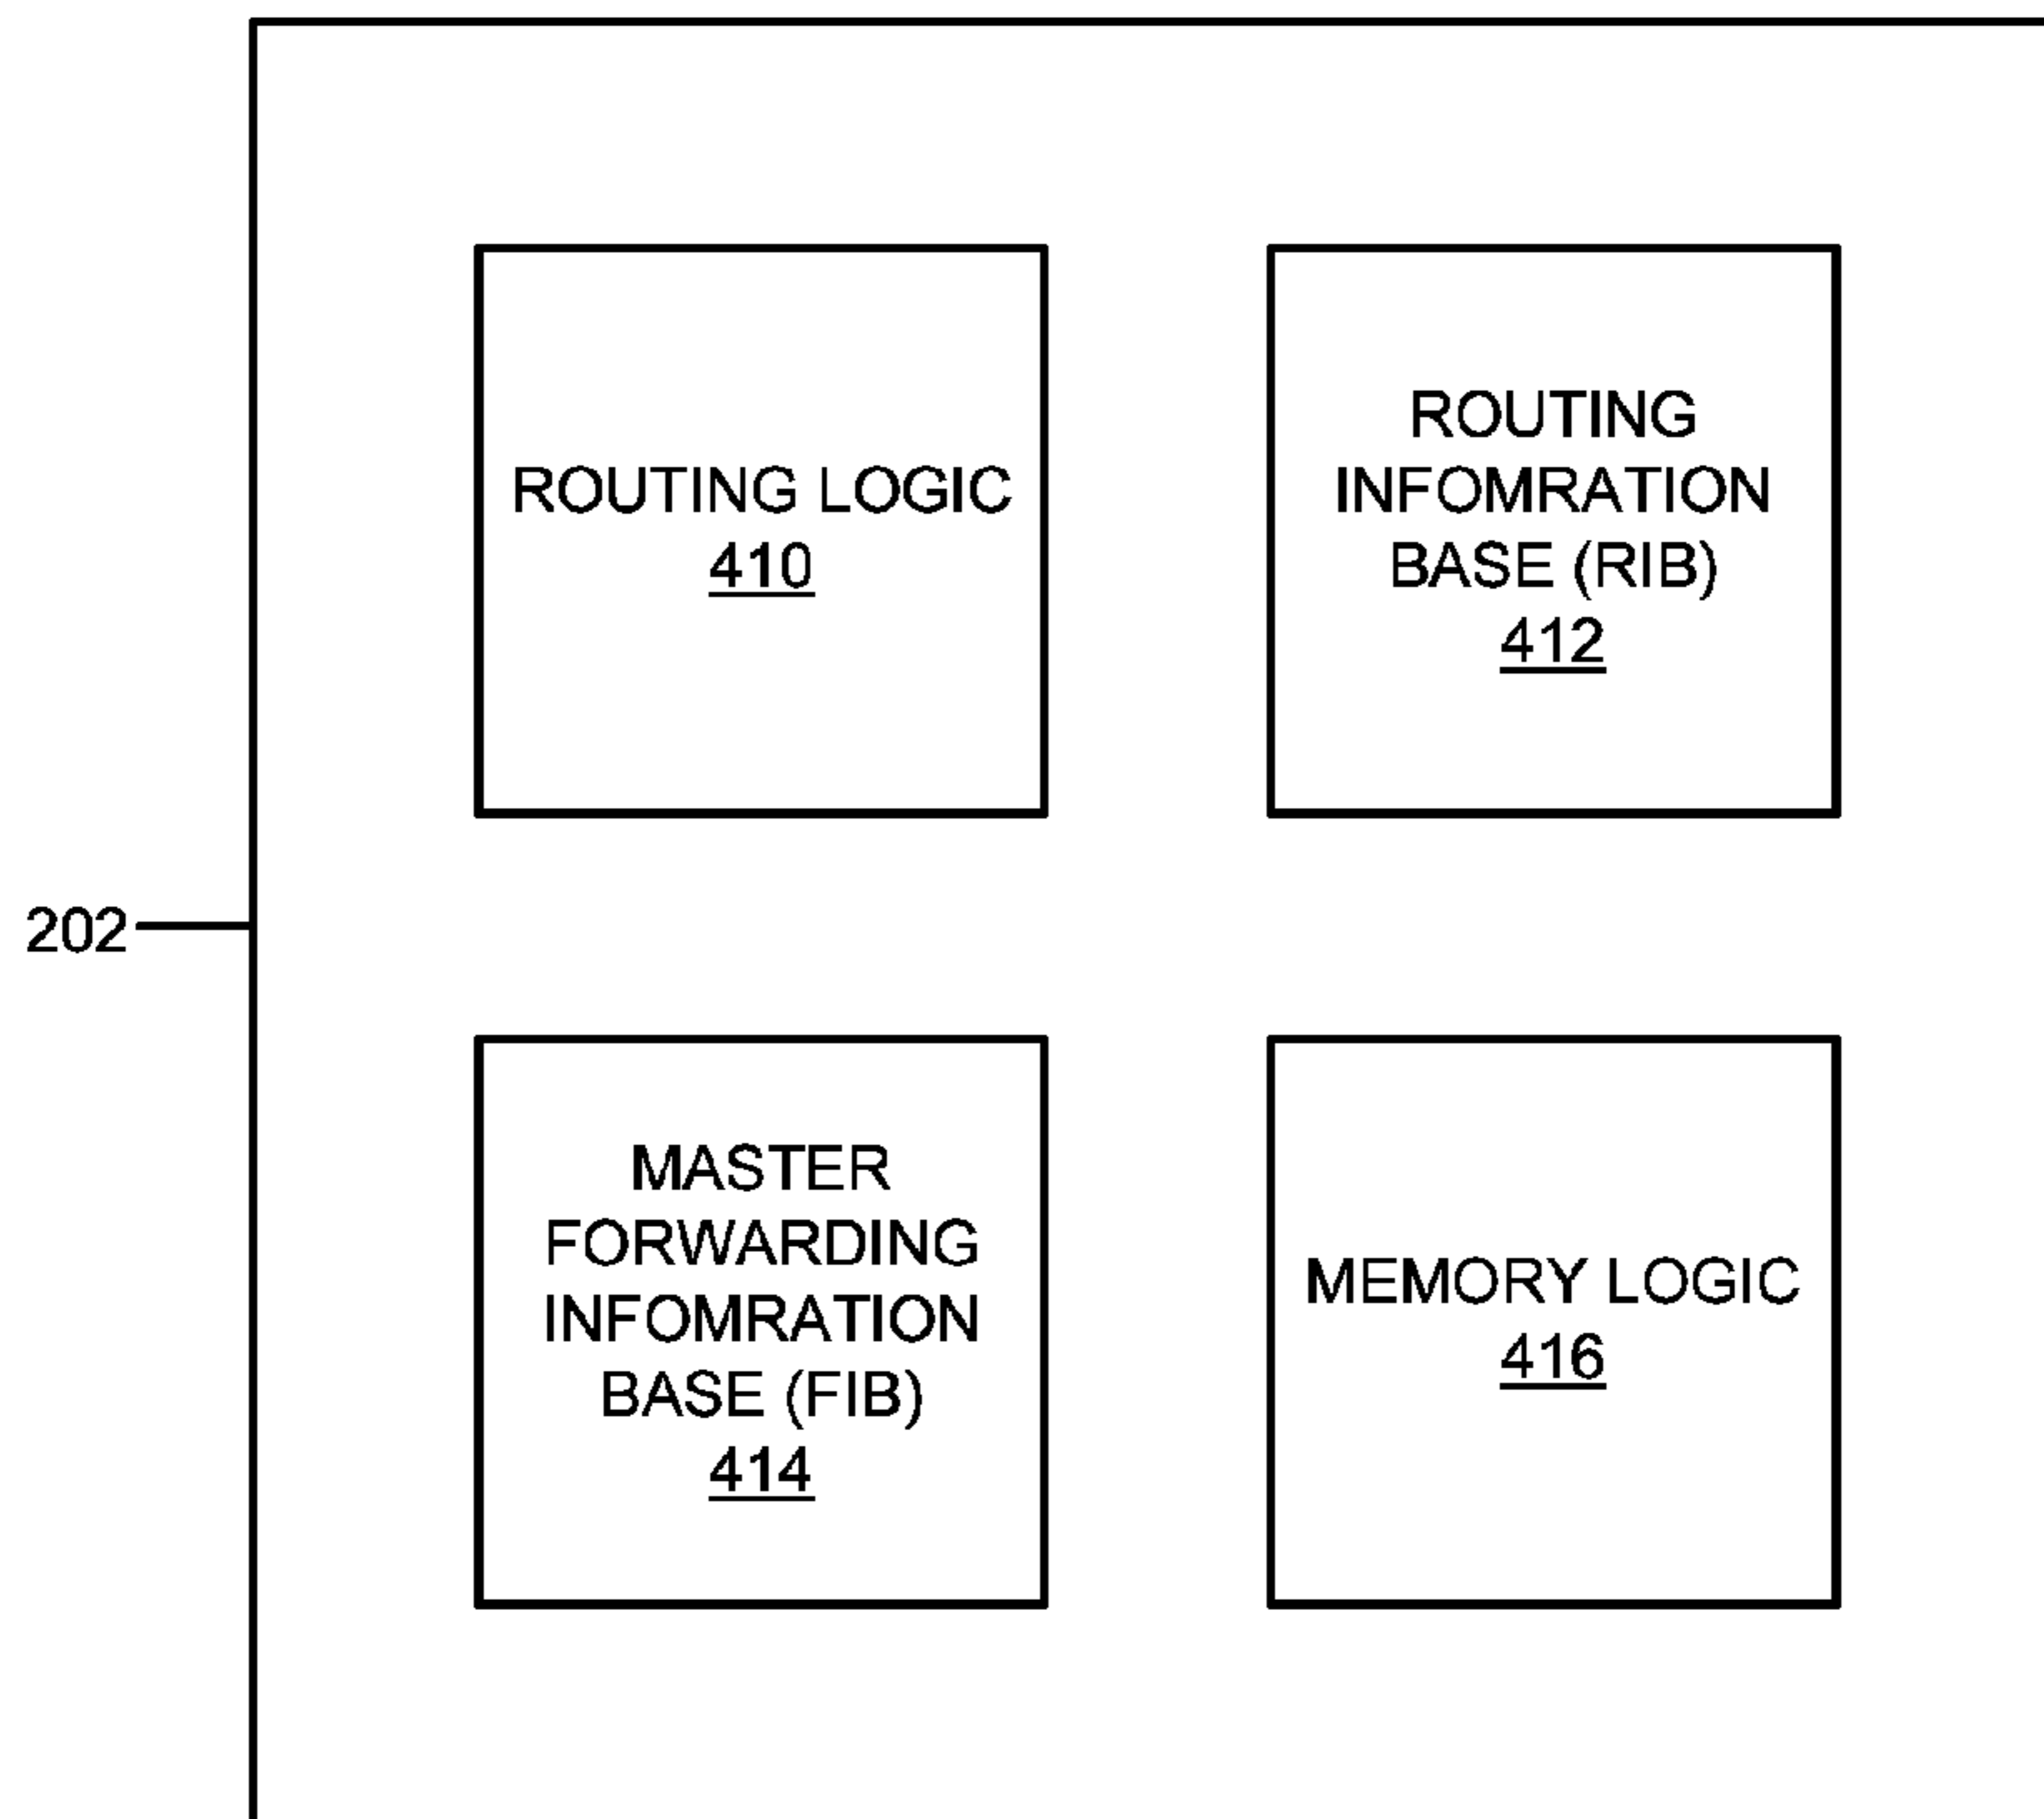 ROUTING LOGIC
410
ROUTING
INFOMRATION
BASE (RIB)
412
202
MASTER
FORWARDING
INFOMRATION
BASE (FIB)
414
MEMORY LOGIC
416